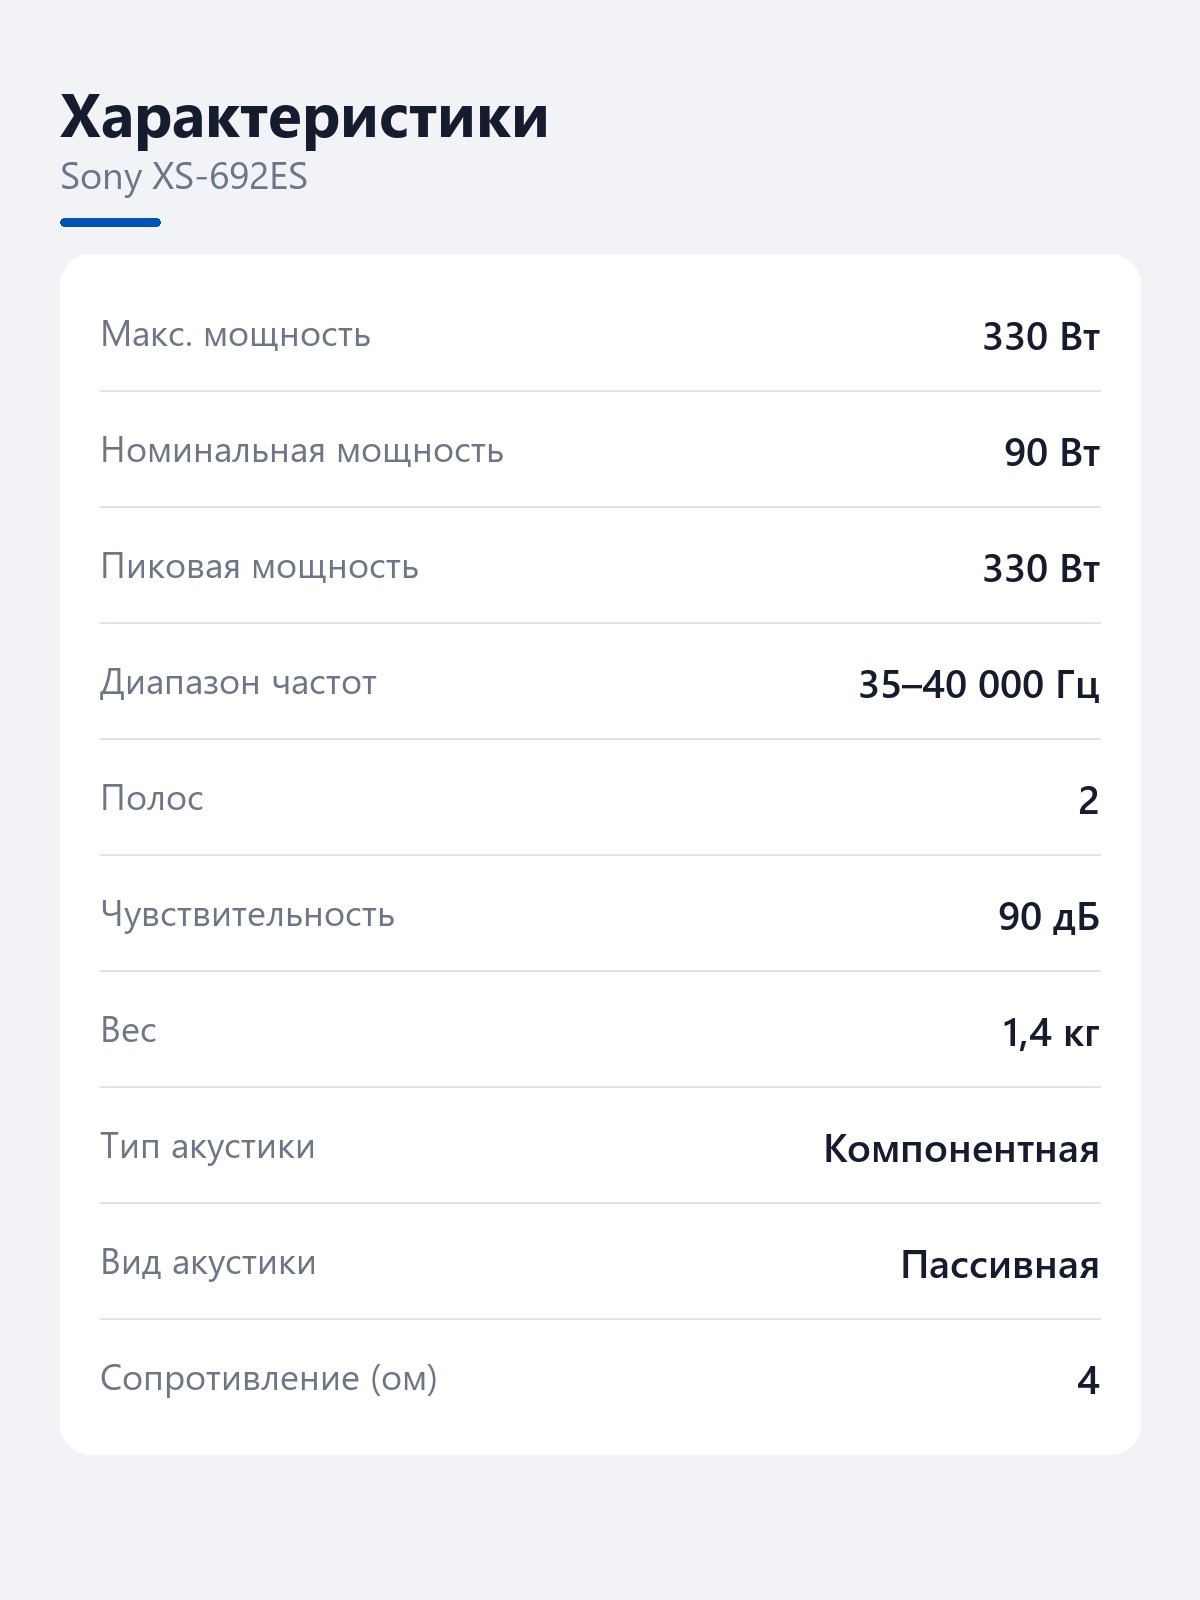 Характеристики
Sony XS-692ES
Макс. мощность 330 Вт
Номинальная мощность 90 Вт
Пиковая мощность 330 Вт
Диапазон частот 35–40 000 Гц
Полос 2
Чувствительность 90 дБ
Вес 1,4 кг
Тип акустики Компонентная
Вид акустики Пассивная
Сопротивление (ом) 4